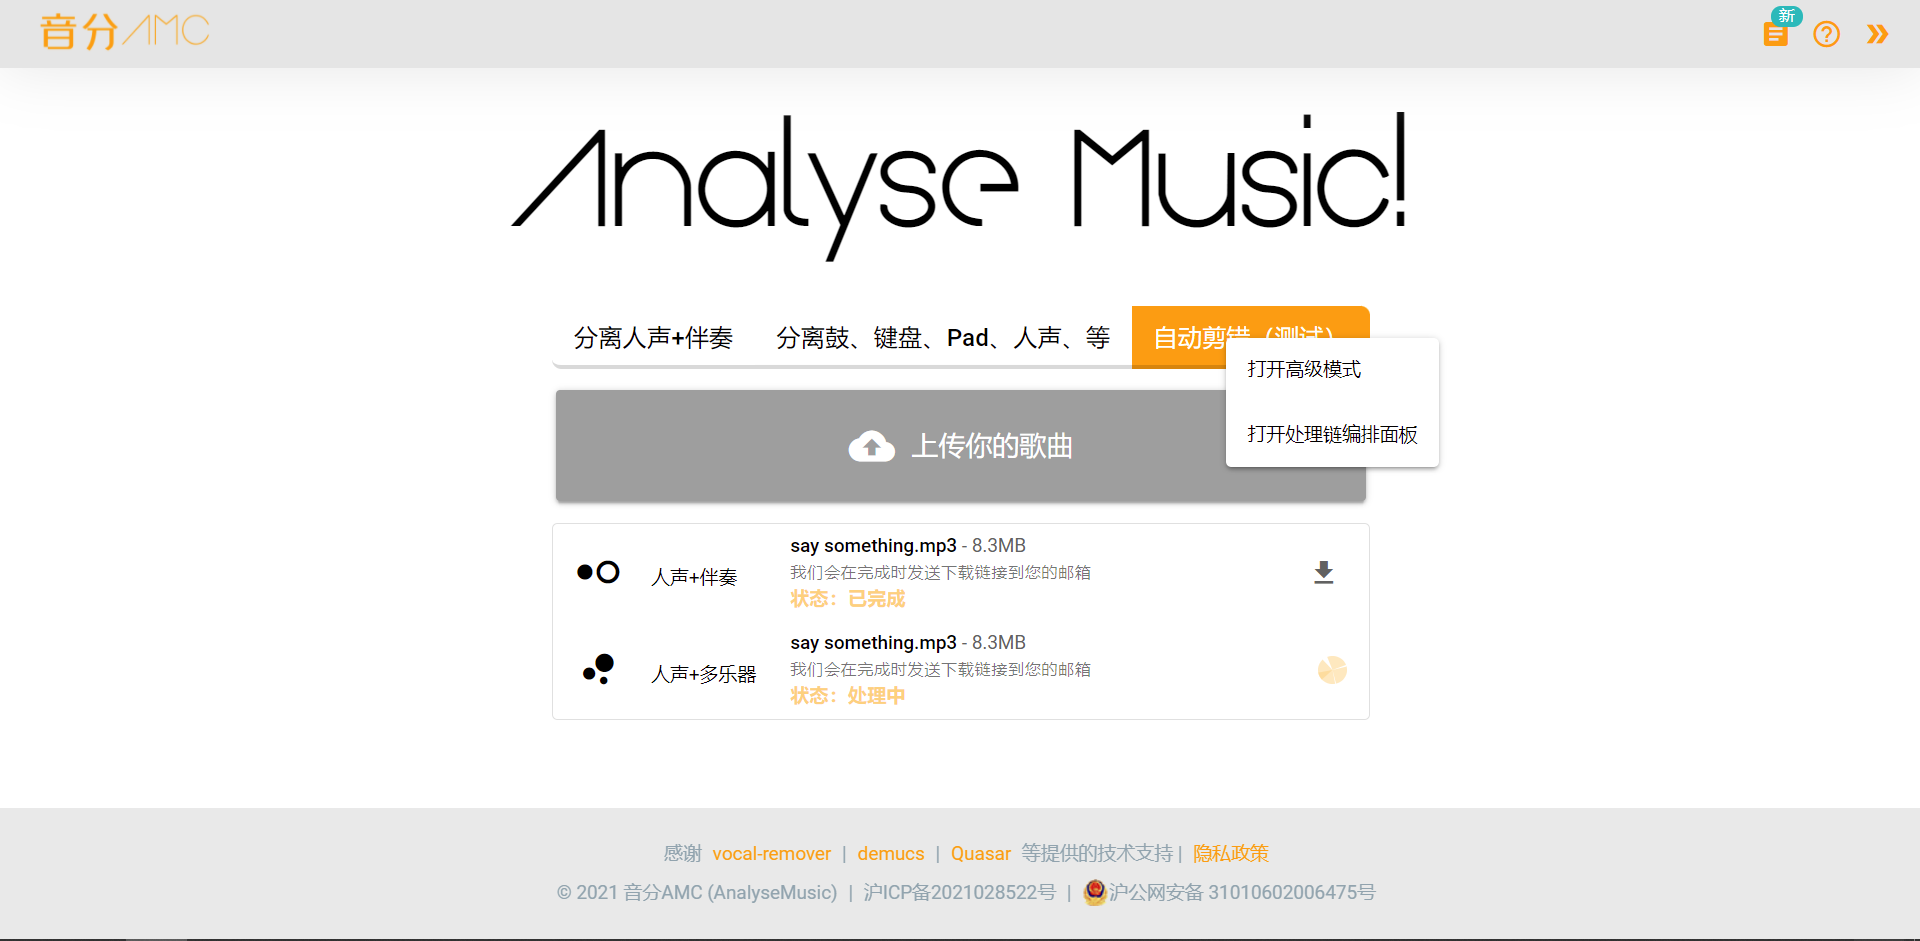 音分AMC
新
Analyse Music!
分离人声+伴奏
分离鼓、键盘、Pad、人声、等
自动剪错（测试）
打开高级模式
打开处理链编排面板
上传你的歌曲
人声+伴奏
say something.mp3 - 8.3MB
我们会在完成时发送下载链接到您的邮箱
状态：已完成
人声+多乐器
say something.mp3 - 8.3MB
我们会在完成时发送下载链接到您的邮箱
状态：处理中
感谢 vocal-remover | demucs | Quasar 等提供的技术支持 | 隐私政策
© 2021 音分AMC (AnalyseMusic) | 沪ICP备2021028522号 | 沪公网安备 31010602006475号